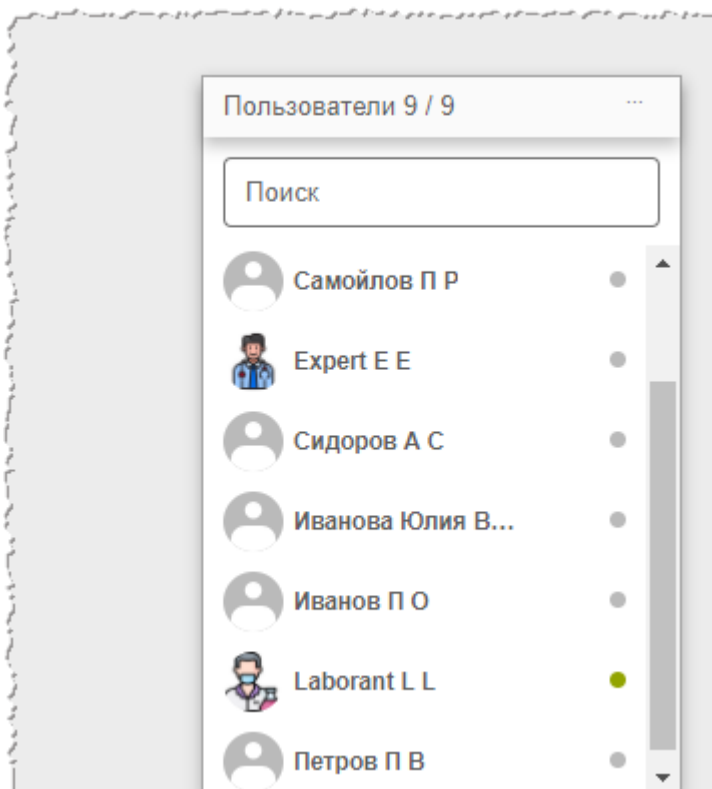 Пользователи 9 / 9 ...
Поиск
Самойлов П Р
Expert E E
Сидоров А С
Иванова Юлия В...
Иванов П О
Laborant L L
Петров П В